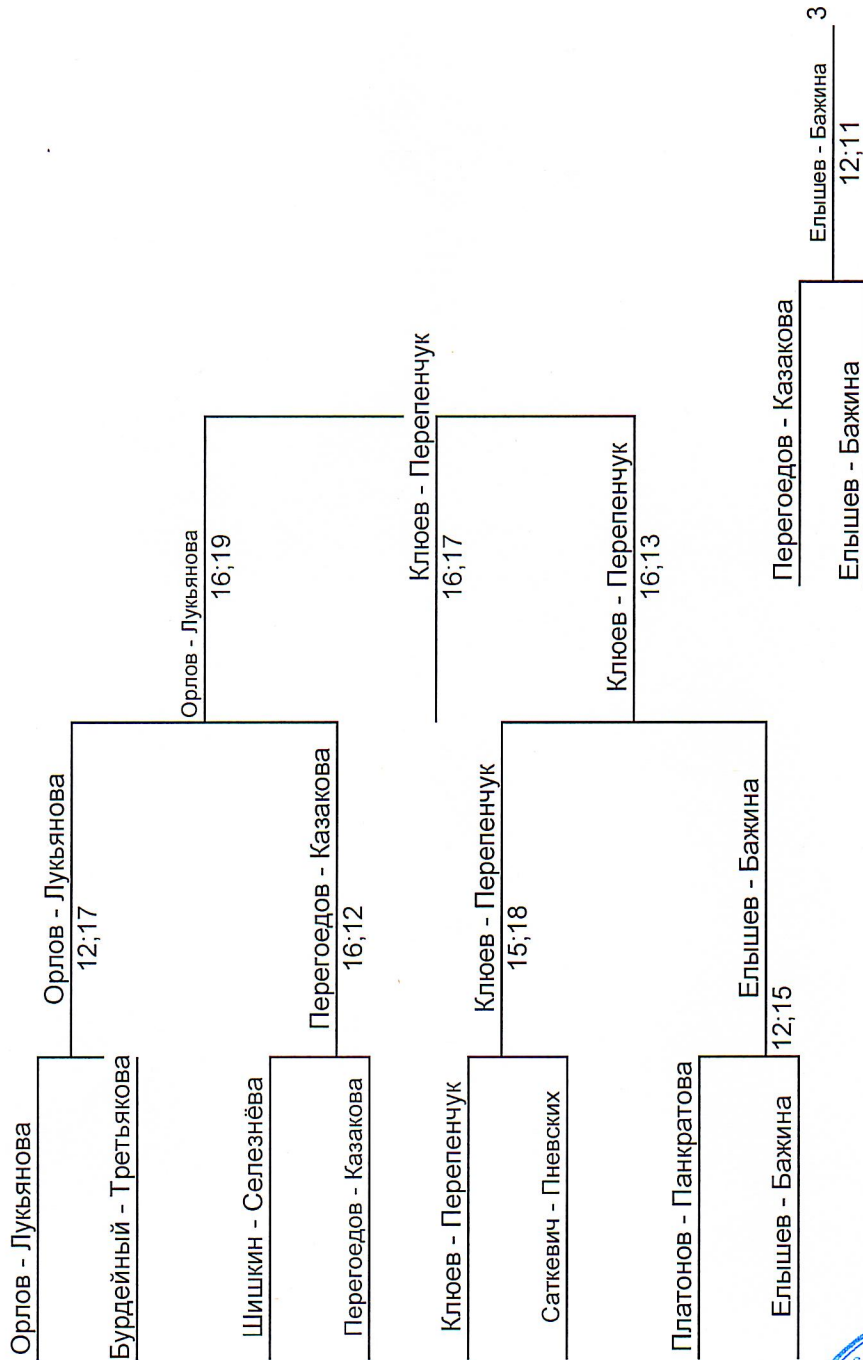 Орлов - Лукьянова
Бурдейный - Третьякова
Шишкин - Селезнёва
Перегоедов - Казакова
Клюев - Перепенчук
Саткевич - Пневских
Платонов - Панкратова
Елышев - Бажина
Орлов - Лукьянова
12;17
Перегоедов - Казакова
16;12
Клюев - Перепенчук
15;18
Елышев - Бажина
12;15
Орлов - Лукьянова
16;19
Клюев - Перепенчук
16;13
Клюев - Перепенчук
16;17
Перегоедов - Казакова
Елышев - Бажина
Елышев - Бажина 3
12;11